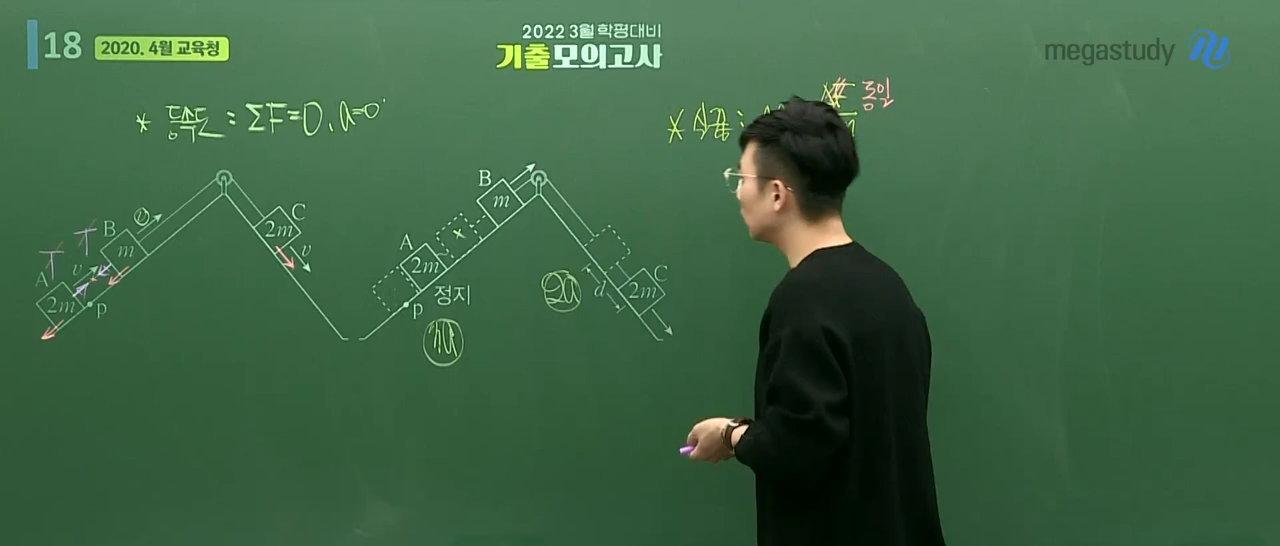 18 2020. 4월 교육청
2022 3월 학평대비
기출모의고사
megastudy
* 등속도 : ΣF=0, a=0
* 동일
B
m
C
2m
v
T
T
A
v
2m
p
B
m
A
2m
p
정지
2a
d
C
2m